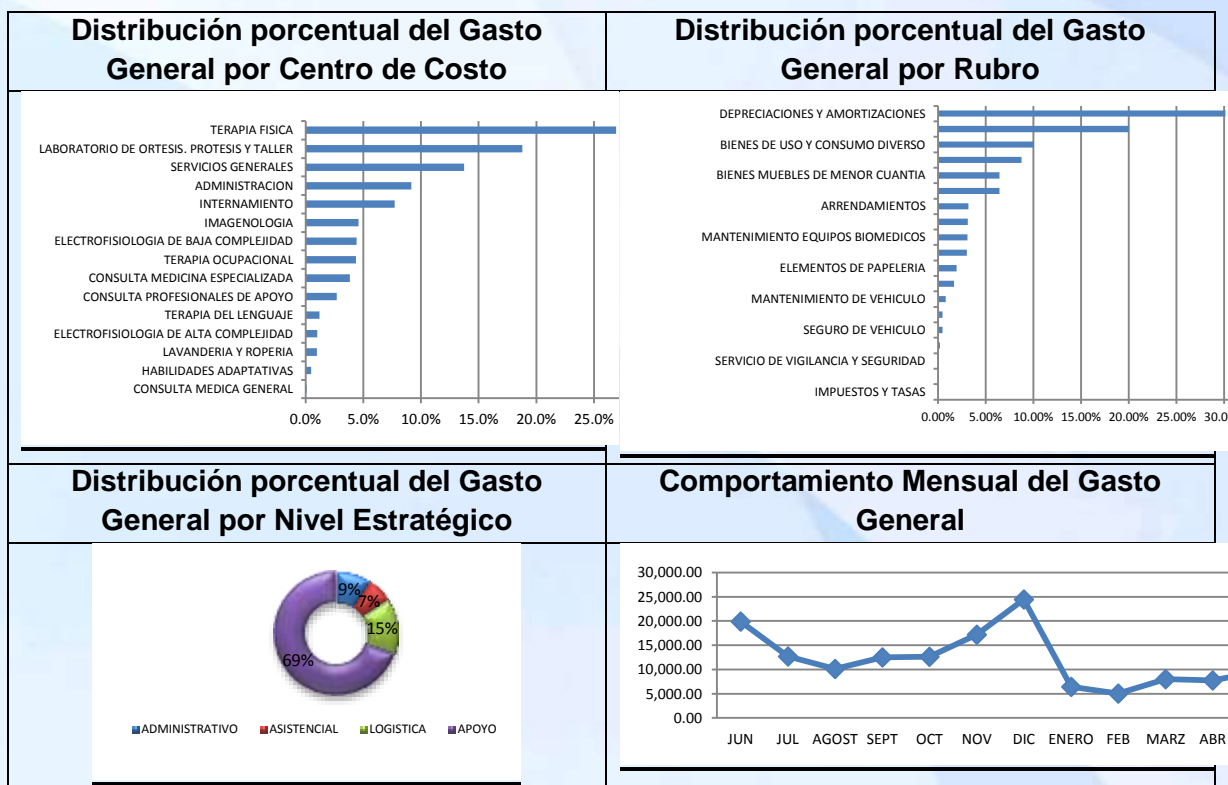 Distribución porcentual del Gasto
General por Centro de Costo
TERAPIA FISICA
LABORATORIO DE ORTESIS. PROTESIS Y TALLER
SERVICIOS GENERALES
ADMINISTRACION
INTERNAMIENTO
IMAGENOLOGIA
ELECTROFISIOLOGIA DE BAJA COMPLEJIDAD
TERAPIA OCUPACIONAL
CONSULTA MEDICINA ESPECIALIZADA
CONSULTA PROFESIONALES DE APOYO
TERAPIA DEL LENGUAJE
ELECTROFISIOLOGIA DE ALTA COMPLEJIDAD
LAVANDERIA Y ROPERIA
HABILIDADES ADAPTATIVAS
CONSULTA MEDICA GENERAL
0.0% 5.0% 10.0% 15.0% 20.0% 25.0%
Distribución porcentual del Gasto
General por Rubro
DEPRECIACIONES Y AMORTIZACIONES
BIENES DE USO Y CONSUMO DIVERSO
BIENES MUEBLES DE MENOR CUANTIA
ARRENDAMIENTOS
MANTENIMIENTO EQUIPOS BIOMEDICOS
ELEMENTOS DE PAPELERIA
MANTENIMIENTO DE VEHICULO
SEGURO DE VEHICULO
SERVICIO DE VIGILANCIA Y SEGURIDAD
IMPUESTOS Y TASAS
0.00% 5.00% 10.00% 15.00% 20.00% 25.00% 30.0
Distribución porcentual del Gasto
General por Nivel Estratégico
9%
7%
15%
69%
ADMINISTRATIVO ASISTENCIAL LOGISTICA APOYO
Comportamiento Mensual del Gasto
General
30,000.00
25,000.00
20,000.00
15,000.00
10,000.00
5,000.00
0.00
JUN JUL AGOST SEPT OCT NOV DIC ENERO FEB MARZ ABR